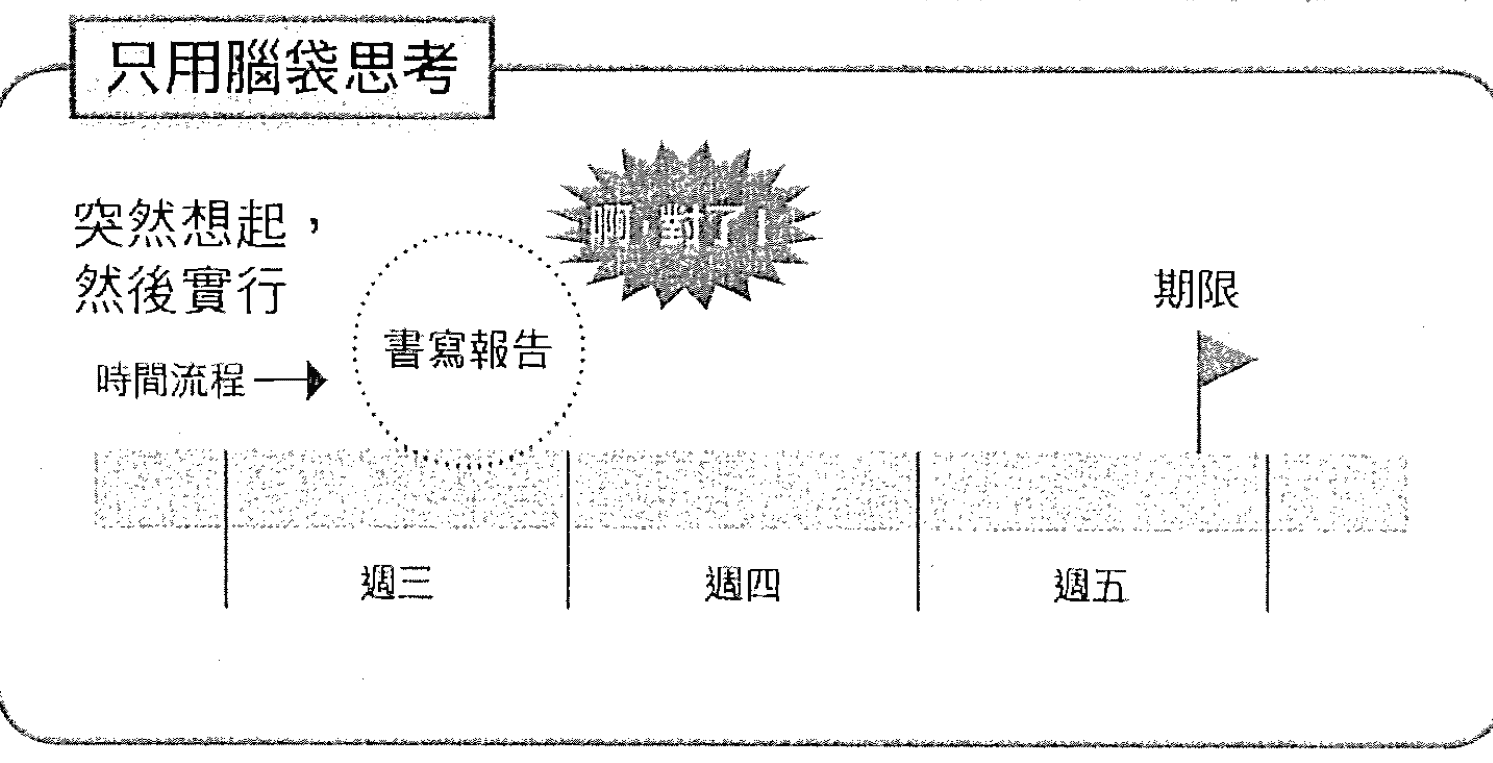 只用腦袋思考
突然想起，
然後實行
啊，對了！
書寫報告
期限
時間流程
週三
週四
週五